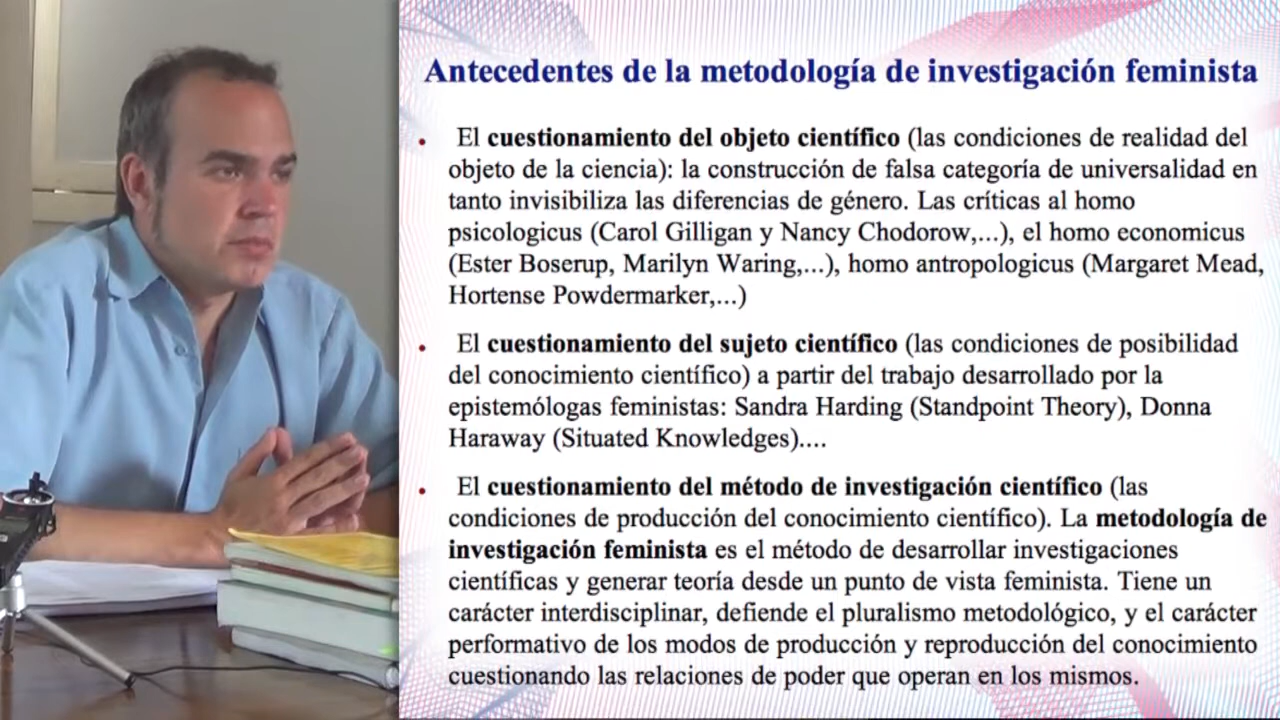 Antecedentes de la metodología de investigación feminista
• El cuestionamiento del objeto científico (las condiciones de realidad del
objeto de la ciencia): la construcción de falsa categoría de universalidad en
tanto invisibiliza las diferencias de género. Las críticas al homo
psicologicus (Carol Gilligan y Nancy Chodorow,...), el homo economicus
(Ester Boserup, Marilyn Waring,...), homo antropologicus (Margaret Mead,
Hortense Powdermarker,...)
• El cuestionamiento del sujeto científico (las condiciones de posibilidad
del conocimiento científico) a partir del trabajo desarrollado por la
epistemólogas feministas: Sandra Harding (Standpoint Theory), Donna
Haraway (Situated Knowledges)....
• El cuestionamiento del método de investigación científico (las
condiciones de producción del conocimiento científico). La metodología de
investigación feminista es el método de desarrollar investigaciones
científicas y generar teoría desde un punto de vista feminista. Tiene un
carácter interdisciplinar, defiende el pluralismo metodológico, y el carácter
performativo de los modos de producción y reproducción del conocimiento
cuestionando las relaciones de poder que operan en los mismos.